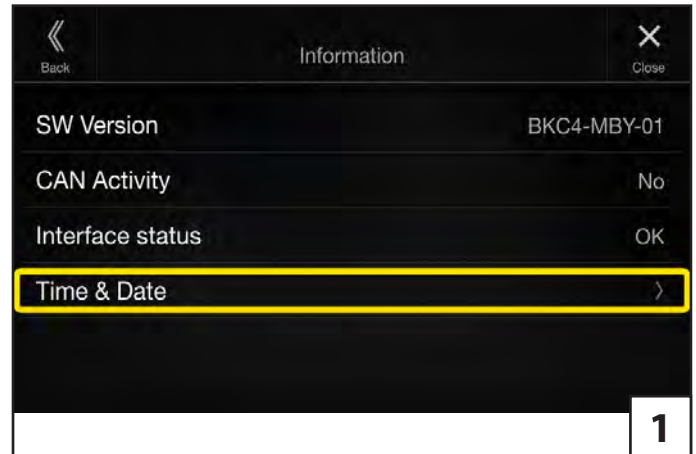 Back
Information
Close
SW Version BKC4-MBY-01
CAN Activity No
Interface status OK
Time & Date
1